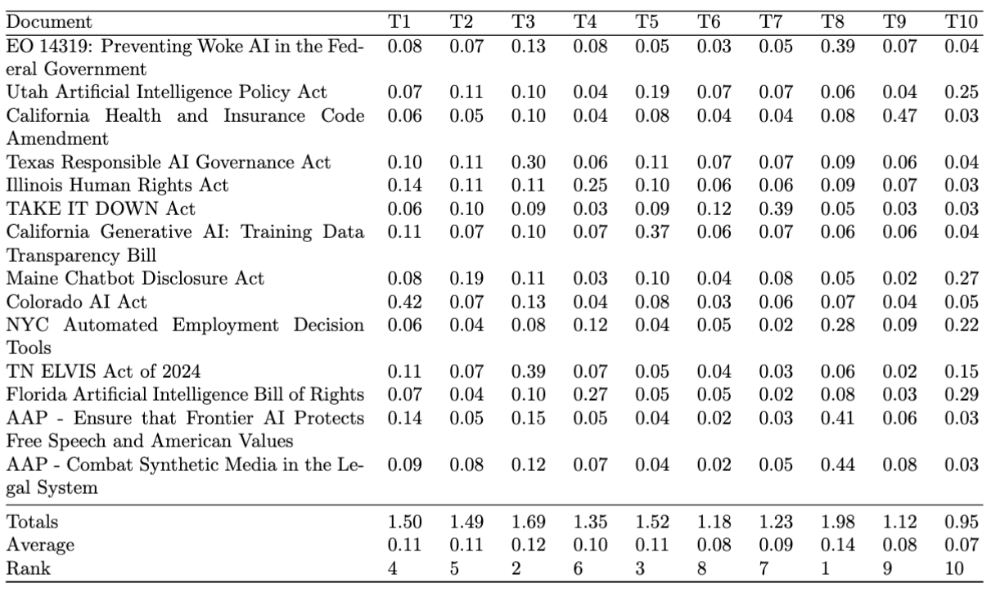 Document T1 T2 T3 T4 T5 T6 T7 T8 T9 T10
EO 14319: Preventing Woke AI in the Fed- 0.08 0.07 0.13 0.08 0.05 0.03 0.05 0.39 0.07 0.04
eral Government
Utah Artificial Intelligence Policy Act 0.07 0.11 0.10 0.04 0.19 0.07 0.07 0.06 0.04 0.25
California Health and Insurance Code 0.06 0.05 0.10 0.04 0.08 0.04 0.04 0.08 0.47 0.03
Amendment
Texas Responsible AI Governance Act 0.10 0.11 0.30 0.06 0.11 0.07 0.07 0.09 0.06 0.04
Illinois Human Rights Act 0.14 0.11 0.11 0.25 0.10 0.06 0.06 0.09 0.07 0.03
TAKE IT DOWN Act 0.06 0.10 0.09 0.03 0.09 0.12 0.39 0.05 0.03 0.03
California Generative AI: Training Data 0.11 0.07 0.10 0.07 0.37 0.06 0.07 0.06 0.06 0.04
Transparency Bill
Maine Chatbot Disclosure Act 0.08 0.19 0.11 0.03 0.10 0.04 0.08 0.05 0.02 0.27
Colorado AI Act 0.42 0.07 0.13 0.04 0.08 0.03 0.06 0.07 0.04 0.05
NYC Automated Employment Decision 0.06 0.04 0.08 0.12 0.04 0.05 0.02 0.28 0.09 0.22
Tools
TN ELVIS Act of 2024 0.11 0.07 0.39 0.07 0.05 0.04 0.03 0.06 0.02 0.15
Florida Artificial Intelligence Bill of Rights 0.07 0.04 0.10 0.27 0.05 0.05 0.02 0.08 0.03 0.29
AAP - Ensure that Frontier AI Protects 0.14 0.05 0.15 0.05 0.04 0.02 0.03 0.41 0.06 0.03
Free Speech and American Values
AAP - Combat Synthetic Media in the Le- 0.09 0.08 0.12 0.07 0.04 0.02 0.05 0.44 0.08 0.03
gal System
Totals 1.50 1.49 1.69 1.35 1.52 1.18 1.23 1.98 1.12 0.95
Average 0.11 0.11 0.12 0.10 0.11 0.08 0.09 0.14 0.08 0.07
Rank 4 5 2 6 3 8 7 1 9 10